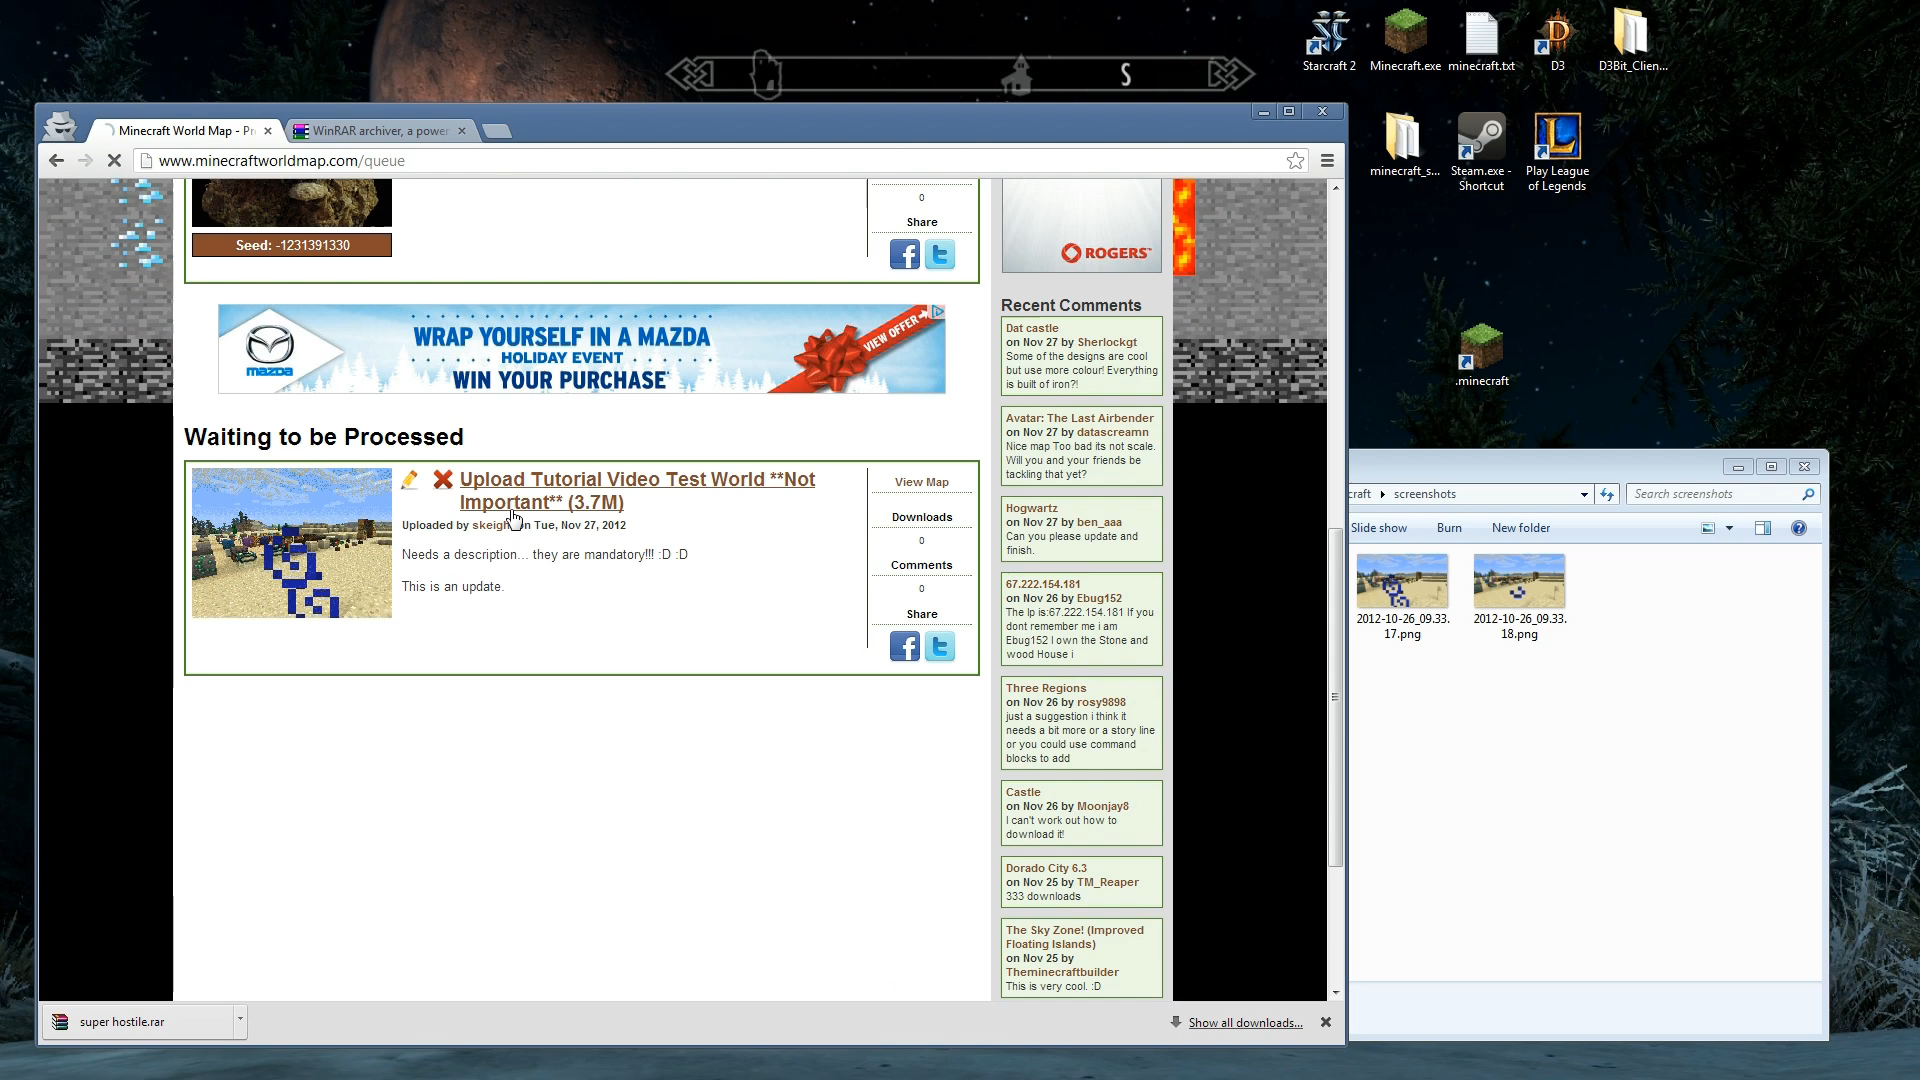 S
Starcraft 2
Minecraft.exe
minecraft.txt
D3
D3Bit_Clien...
minecraft_s...
Steam.exe -
Shortcut
Play League
of Legends
.minecraft
Minecraft World Map - Pr
WinRAR archiver, a power
www.minecraftworldmap.com/queue
Seed: -1231391330
0
Share
ROGERS™
mazda
WRAP YOURSELF IN A MAZDA
HOLIDAY EVENT
WIN YOUR PURCHASE*
VIEW OFFER
Waiting to be Processed
Upload Tutorial Video Test World **Not
Important** (3.7M)
Uploaded by skeigh on Tue, Nov 27, 2012
Needs a description... they are mandatory!!! :D :D
This is an update.
View Map
Downloads
0
Comments
0
Share
Recent Comments
Dat castle
on Nov 27 by Sherlockgt
Some of the designs are cool
but use more colour! Everything
is built of iron?!
Avatar: The Last Airbender
on Nov 27 by datascreamn
Nice map Too bad its not scale.
Will you and your friends be
tackling that yet?
Hogwartz
on Nov 27 by ben_aaa
Can you please update and
finish.
67.222.154.181
on Nov 26 by Ebug152
The Ip is:67.222.154.181 If you
dont remember me i am
Ebug152 I own the Stone and
wood House i
Three Regions
on Nov 26 by rosy9898
just a suggestion i think it
needs a bit more or a story line
or you could use command
blocks to add
Castle
on Nov 26 by Moonjay8
I can't work out how to
download it!
Dorado City 6.3
on Nov 25 by TM_Reaper
333 downloads
The Sky Zone! (Improved
Floating Islands)
on Nov 25 by
Theminecraftbuilder
This is very cool. :D
super hostile.rar
Show all downloads...
craft
screenshots
Search screenshots
Slide show
Burn
New folder
2012-10-26_09.33.
17.png
2012-10-26_09.33.
18.png